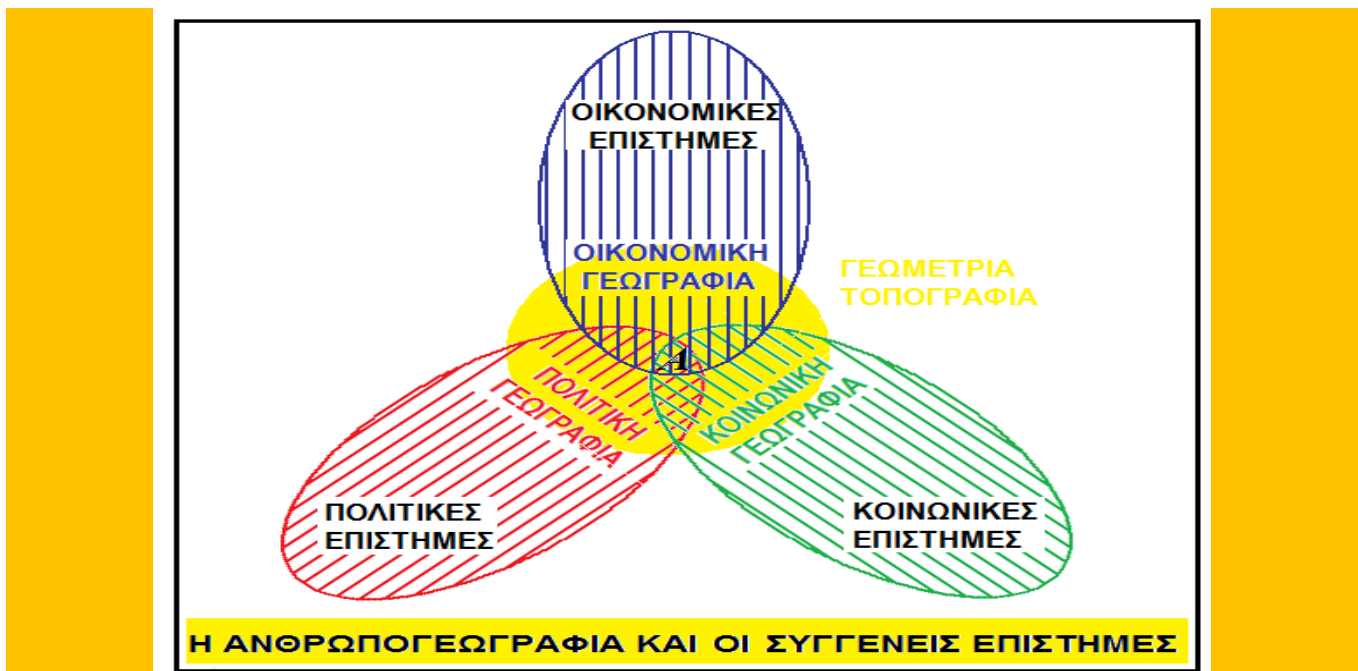 ΟΙΚΟΝΟΜΙΚΕΣ
ΕΠΙΣΤΗΜΕΣ
ΟΙΚΟΝΟΜΙΚΗ
ΓΕΩΓΡΑΦΙΑ
ΓΕΩΜΕΤΡΙΑ
ΤΟΠΟΓΡΑΦΙΑ
Α
ΠΟΛΙΤΙΚΗ
ΓΕΩΓΡΑΦΙΑ
ΚΟΙΝΩΝΙΚΗ
ΓΕΩΓΡΑΦΙΑ
ΠΟΛΙΤΙΚΕΣ
ΕΠΙΣΤΗΜΕΣ
ΚΟΙΝΩΝΙΚΕΣ
ΕΠΙΣΤΗΜΕΣ
Η ΑΝΘΡΩΠΟΓΕΩΓΡΑΦΙΑ ΚΑΙ ΟΙ ΣΥΓΓΕΝΕΙΣ ΕΠΙΣΤΗΜΕΣ